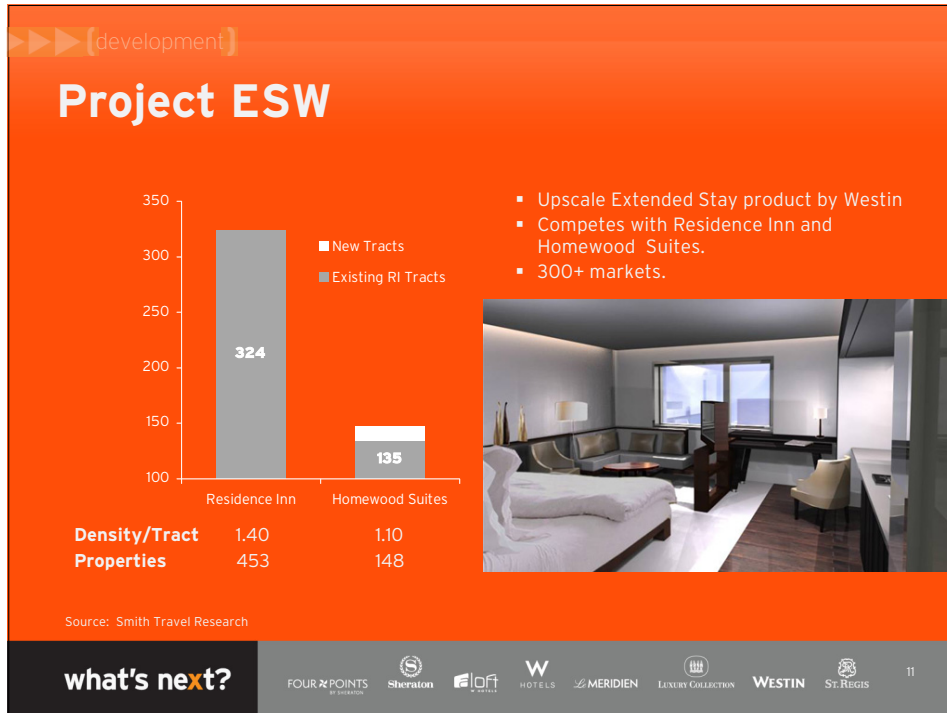 {development}
Project ESW
350
300
250
200
150
100
New Tracts
Existing RI Tracts
324
135
Residence Inn
Homewood Suites
Density/Tract 1.40 1.10
Properties 453 148
▪ Upscale Extended Stay product by Westin
▪ Competes with Residence Inn and
Homewood Suites.
▪ 300+ markets.
Source: Smith Travel Research
what's next?
FOUR POINTS
BY SHERATON
S
Sheraton
aloft
W HOTELS
W
HOTELS
Le MERIDIEN
LUXURY COLLECTION
WESTIN
ST. REGIS
11